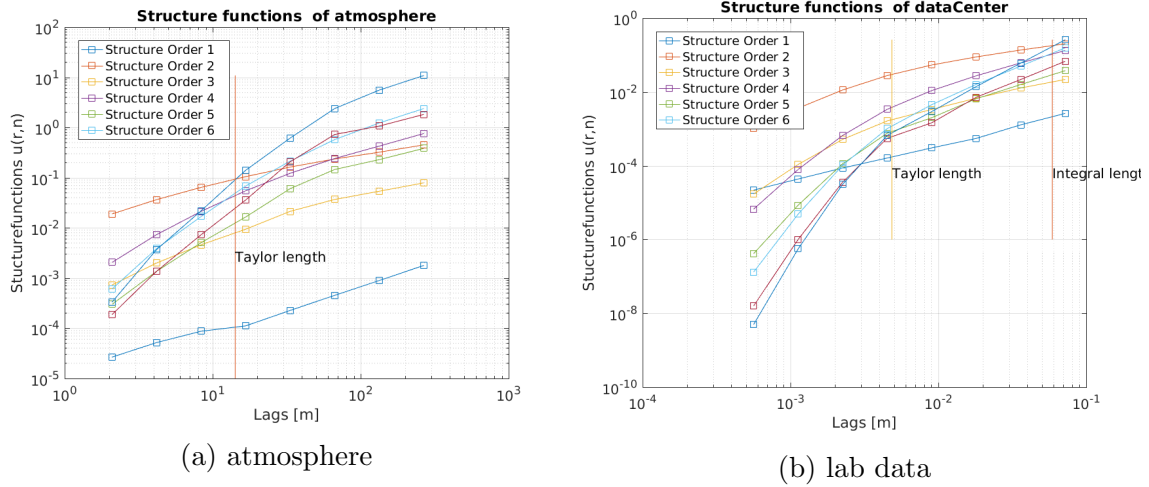 Structure functions  of atmosphere
10^2
10^1
10^0
10^-1
10^-2
10^-3
10^-4
10^-5
Stucturefunctions u(r,n)
Structure Order 1
Structure Order 2
Structure Order 3
Structure Order 4
Structure Order 5
Structure Order 6
Taylor length
10^0
10^1
10^2
10^3
Lags [m]
(a) atmosphere
Structure functions  of dataCenter
10^0
10^-2
10^-4
10^-6
10^-8
10^-10
Stucturefunctions u(r,n)
Structure Order 1
Structure Order 2
Structure Order 3
Structure Order 4
Structure Order 5
Structure Order 6
Taylor length
Integral lengt
10^-4
10^-3
10^-2
10^-1
Lags [m]
(b) lab data